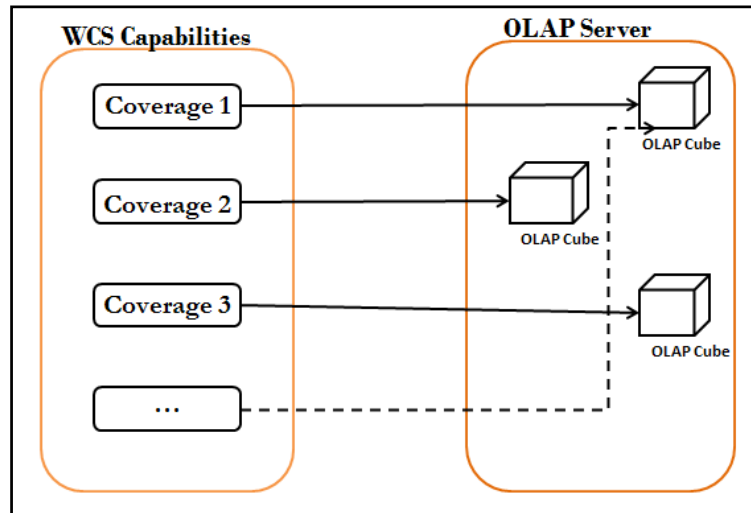 WCS Capabilities
OLAP Server
Coverage 1
OLAP Cube
Coverage 2
OLAP Cube
Coverage 3
OLAP Cube
...